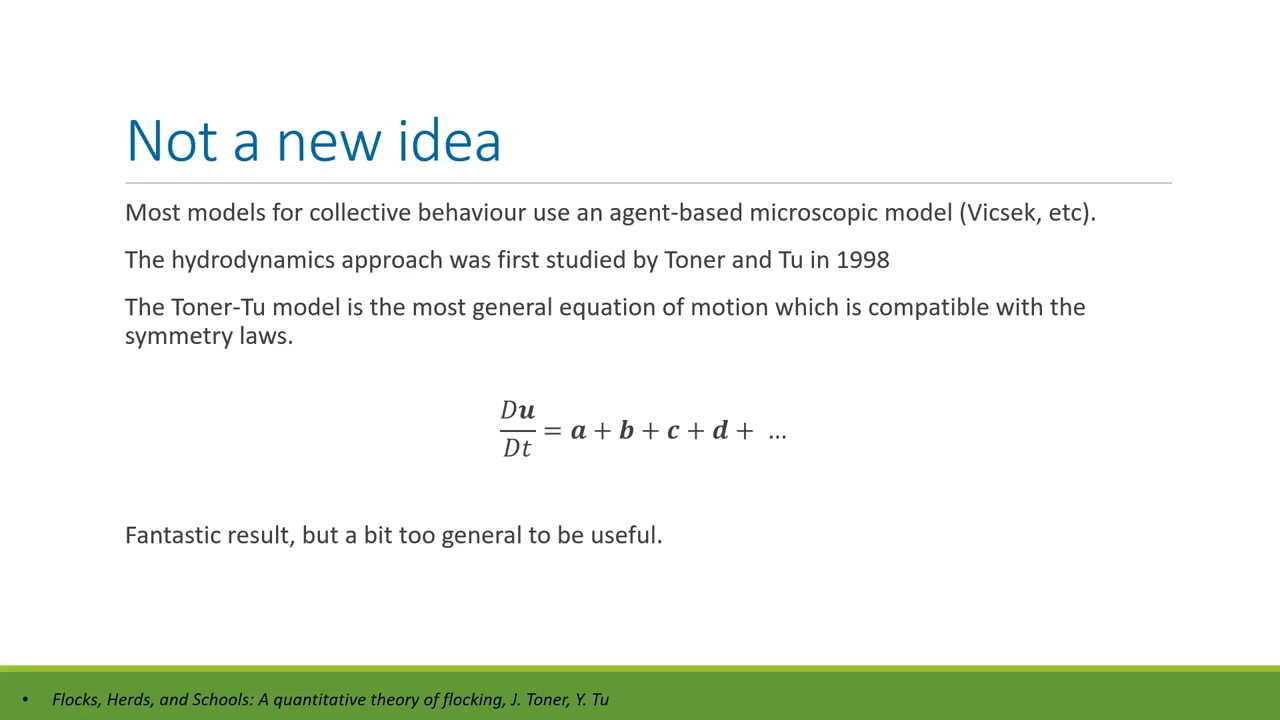 Not a new idea
Most models for collective behaviour use an agent-based microscopic model (Vicsek, etc).
The hydrodynamics approach was first studied by Toner and Tu in 1998
The Toner-Tu model is the most general equation of motion which is compatible with the
symmetry laws.
D𝒖/Dt = 𝒂 + 𝒃 + 𝒄 + 𝒅 + …
Fantastic result, but a bit too general to be useful.
• Flocks, Herds, and Schools: A quantitative theory of flocking, J. Toner, Y. Tu